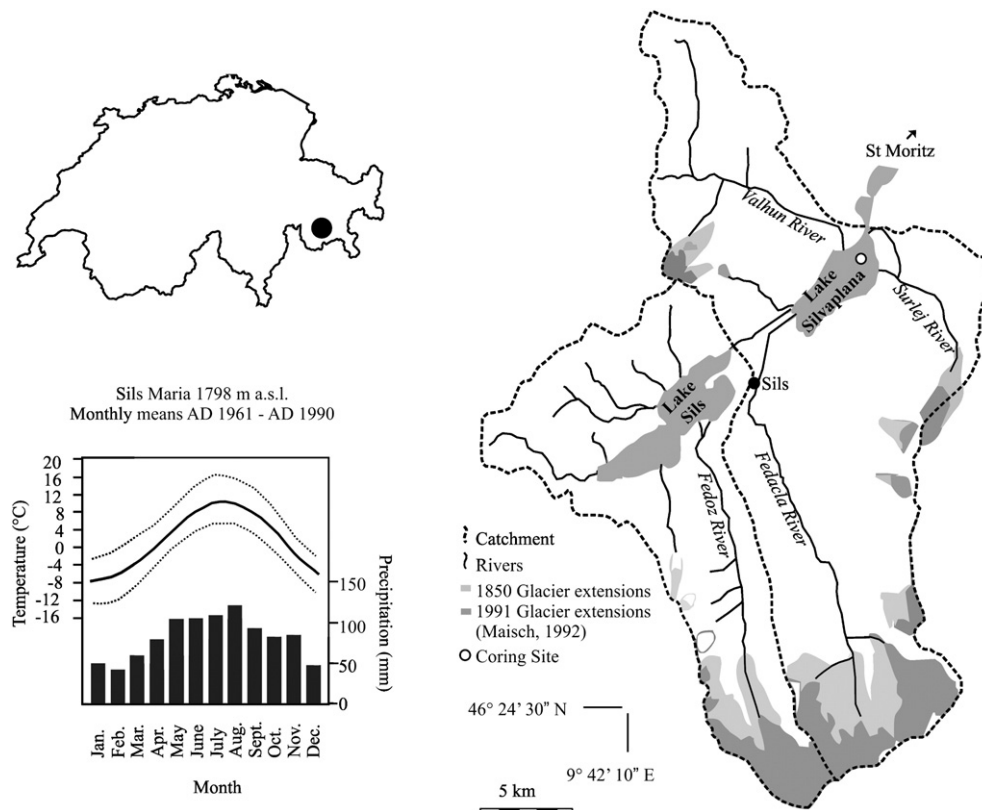 Sils Maria 1798 m a.s.l.
Monthly means AD 1961 - AD 1990
Temperature (°C)
20
16
12
8
4
0
-4
-8
-12
-16
150
100
50
0
Precipitation (mm)
Jan.
Feb.
Mar.
Apr.
May
June
July
Aug.
Sept.
Oct.
Nov.
Dec.
Month
St Moritz
Valhun River
Lake
Silvaplana
Surlej River
Sils
Lake
Sils
Fedoz River
Fedacla River
Catchment
Rivers
1850 Glacier extensions
1991 Glacier extensions
(Maisch, 1992)
Coring Site
46° 24' 30" N
9° 42' 10" E
5 km